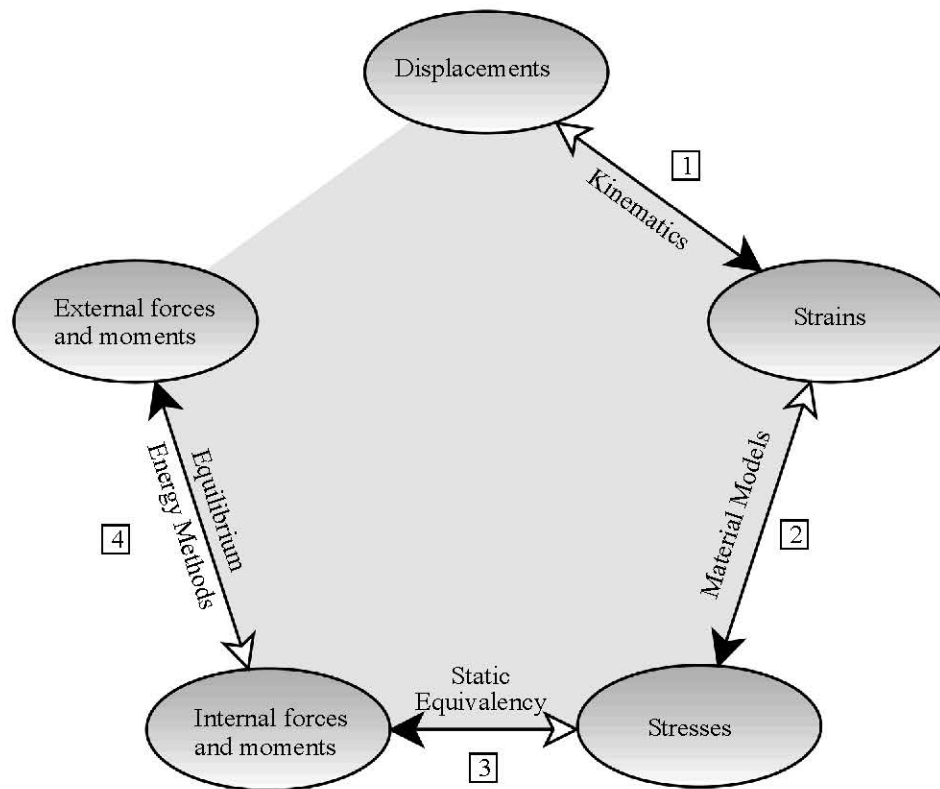 Displacements
1
Kinematics
External forces
and moments
Strains
Equilibrium
Energy Methods
4
Material Models
2
Static
Equivalency
Internal forces
and moments
Stresses
3